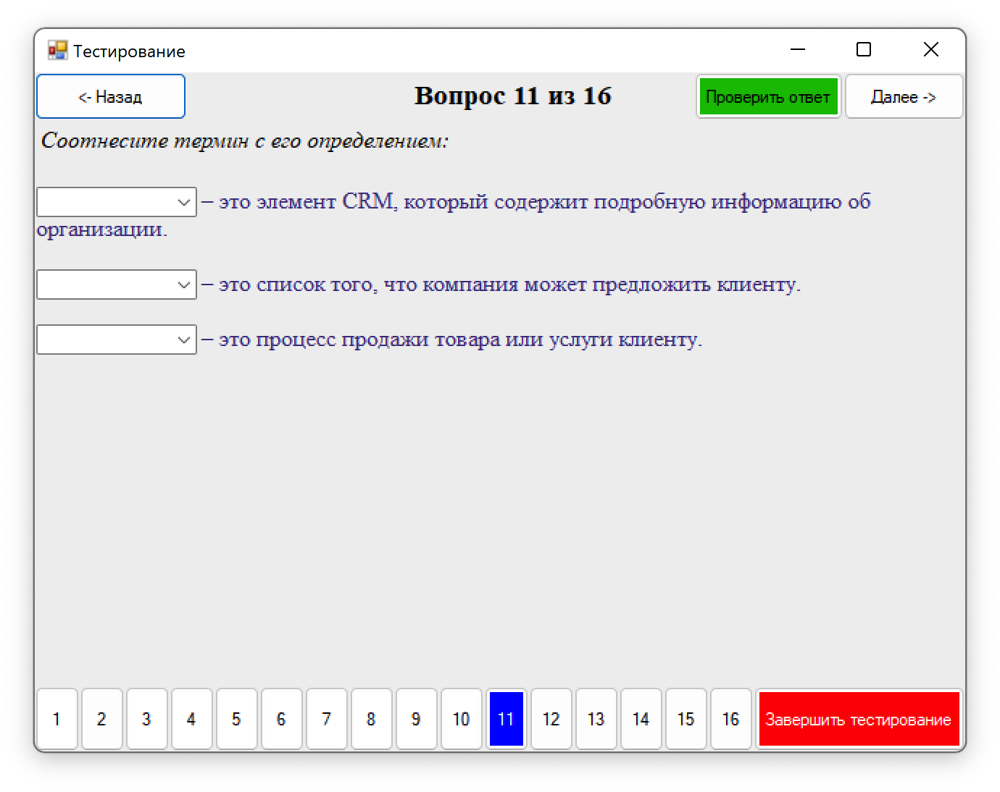 Тестирование
<- Назад
Вопрос 11 из 16
Проверить ответ
Далее ->
Соотнесите термин с его определением:
– это элемент CRM, который содержит подробную информацию об
организации.
– это список того, что компания может предложить клиенту.
– это процесс продажи товара или услуги клиенту.
1 2 3 4 5 6 7 8 9 10 11 12 13 14 15 16 Завершить тестирование